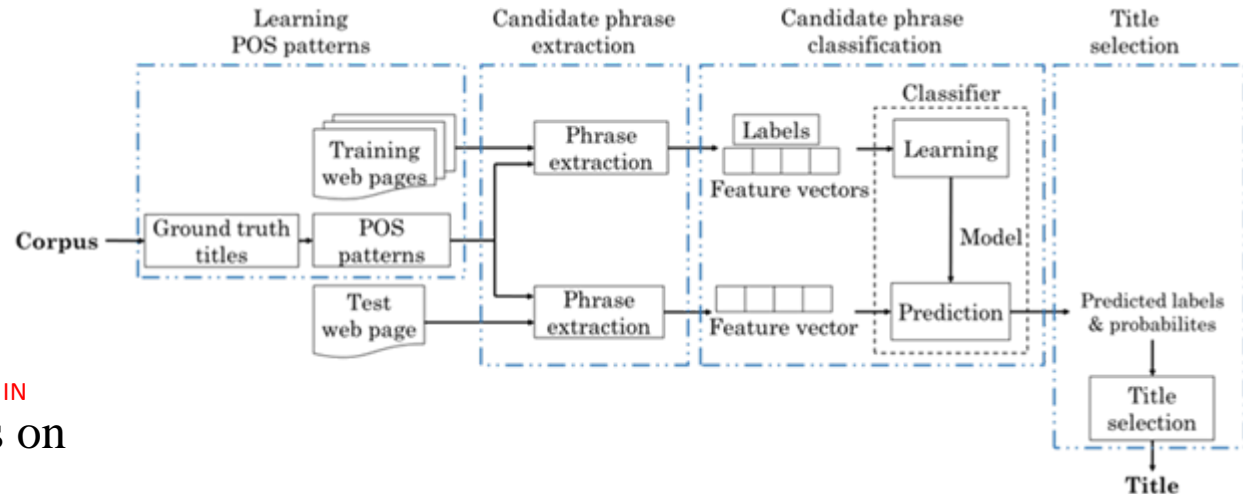 Learning
POS patterns
Candidate phrase
extraction
Candidate phrase
classification
Title
selection
Training
web pages
Phrase
extraction
Labels
Feature vectors
Classifier
Learning
Corpus
Ground truth
titles
POS
patterns
Model
Test
web page
Phrase
extraction
Feature vector
Prediction
Predicted labels
& probabilites
Title
selection
Title
IN
s on